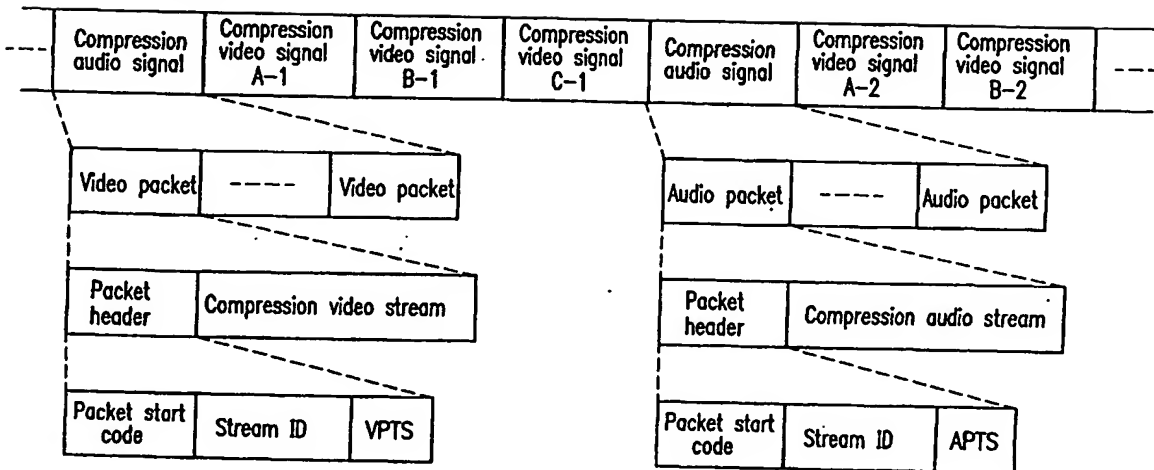 Compression
audio signal
Compression
video signal
A-1
Compression
video signal
B-1
Compression
video signal
C-1
Compression
audio signal
Compression
video signal
A-2
Compression
video signal
B-2
Video packet
Video packet
Audio packet
Audio packet
Packet
header
Compression video stream
Packet
header
Compression audio stream
Packet start
code
Stream ID
VPTS
Packet start
code
Stream ID
APTS